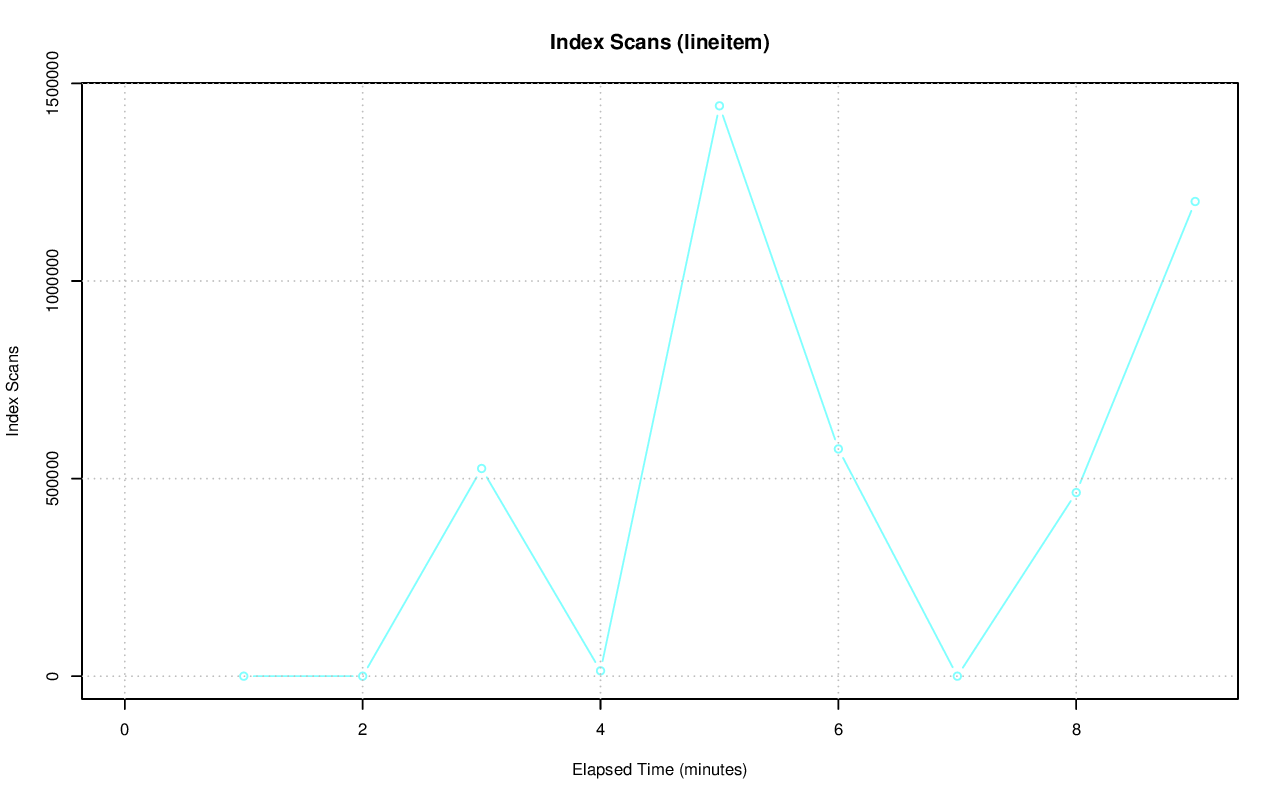 Index Scans (lineitem)
1500000
1000000
500000
0
Index Scans
0 2 4 6 8
Elapsed Time (minutes)